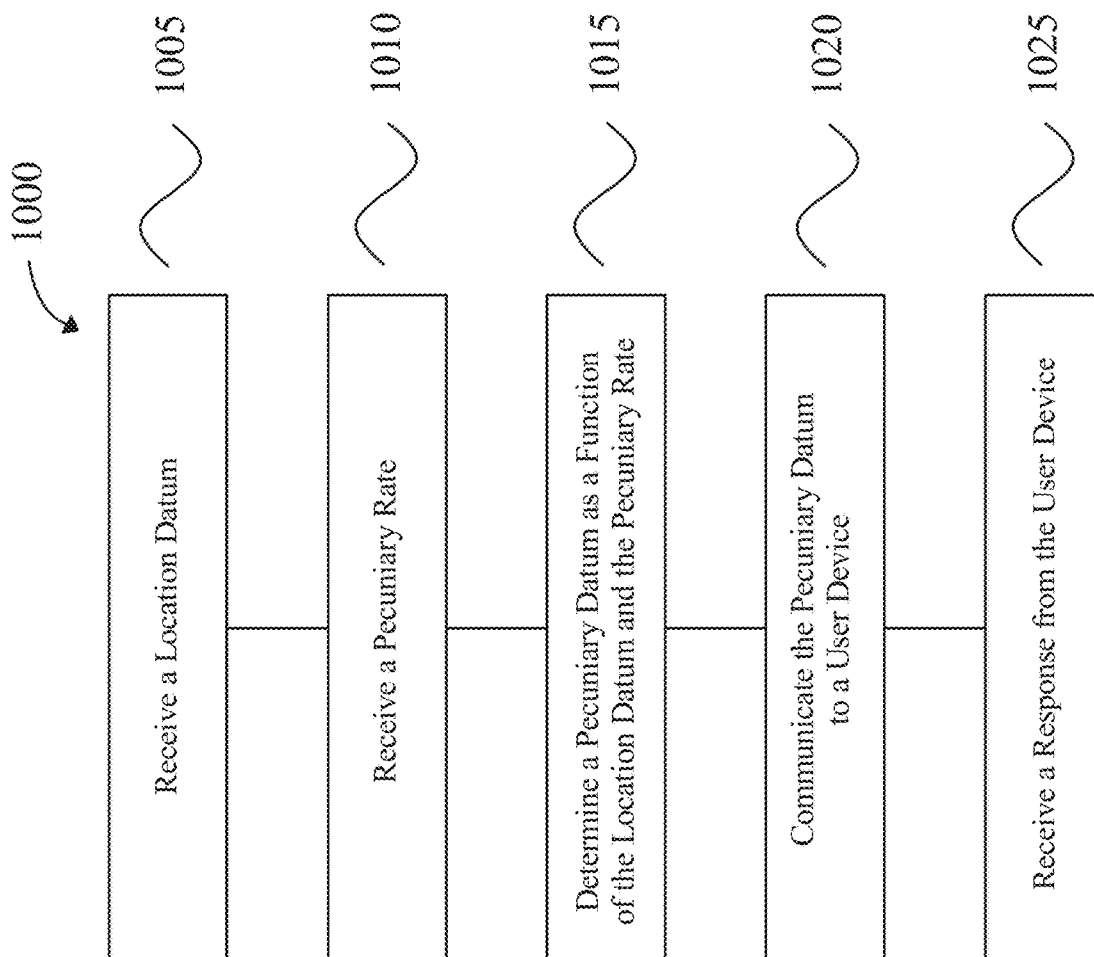 1000
Receive a Location Datum
1005
Receive a Pecuniary Rate
1010
Determine a Pecuniary Datum as a Function
of the Location Datum and the Pecuniary Rate
1015
Communicate the Pecuniary Datum
to a User Device
1020
Receive a Response from the User Device
1025